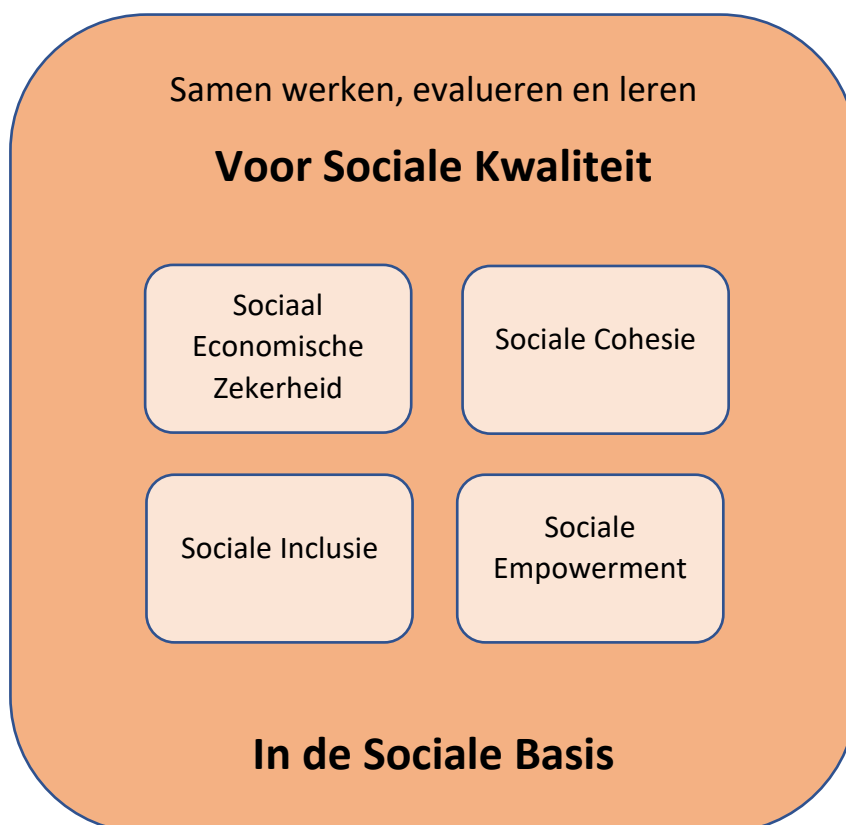 Samen werken, evalueren en leren
Voor Sociale Kwaliteit
Sociaal
Economische
Zekerheid
Sociale Cohesie
Sociale Inclusie
Sociale
Empowerment
In de Sociale Basis